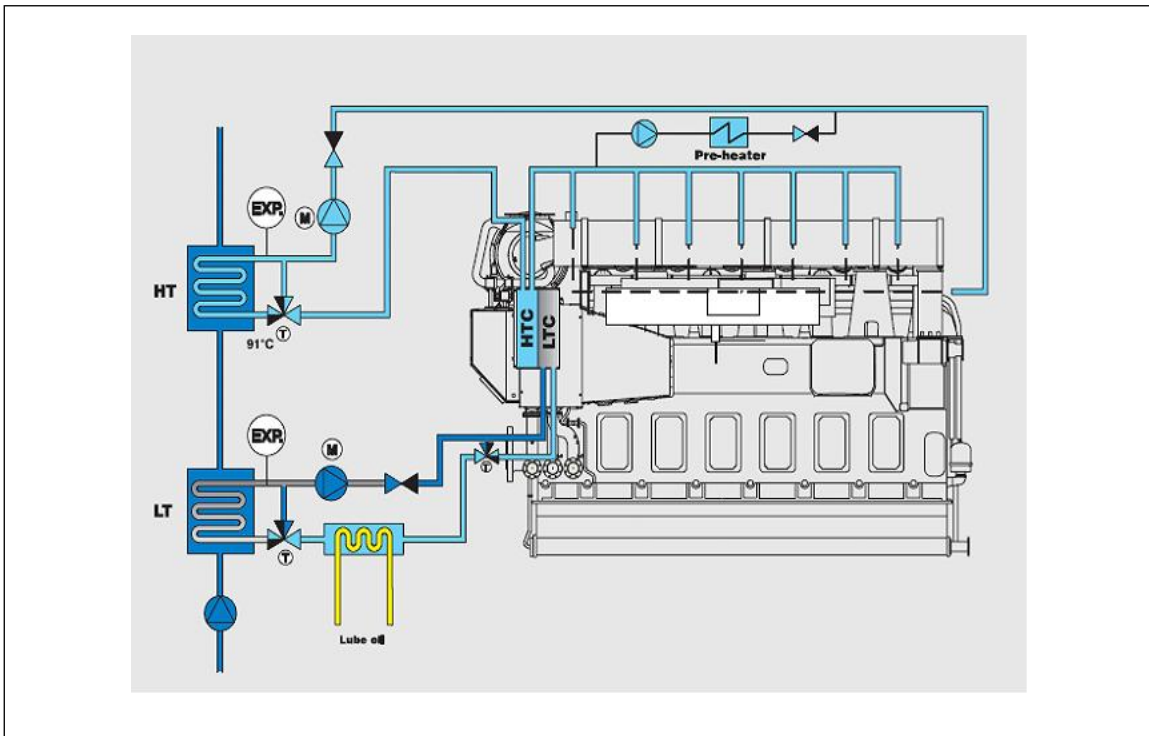 Pre-heater
EXP.
M
HT
T
91°C
HTC
LTC
EXP.
M
T
LT
T
Lube oil